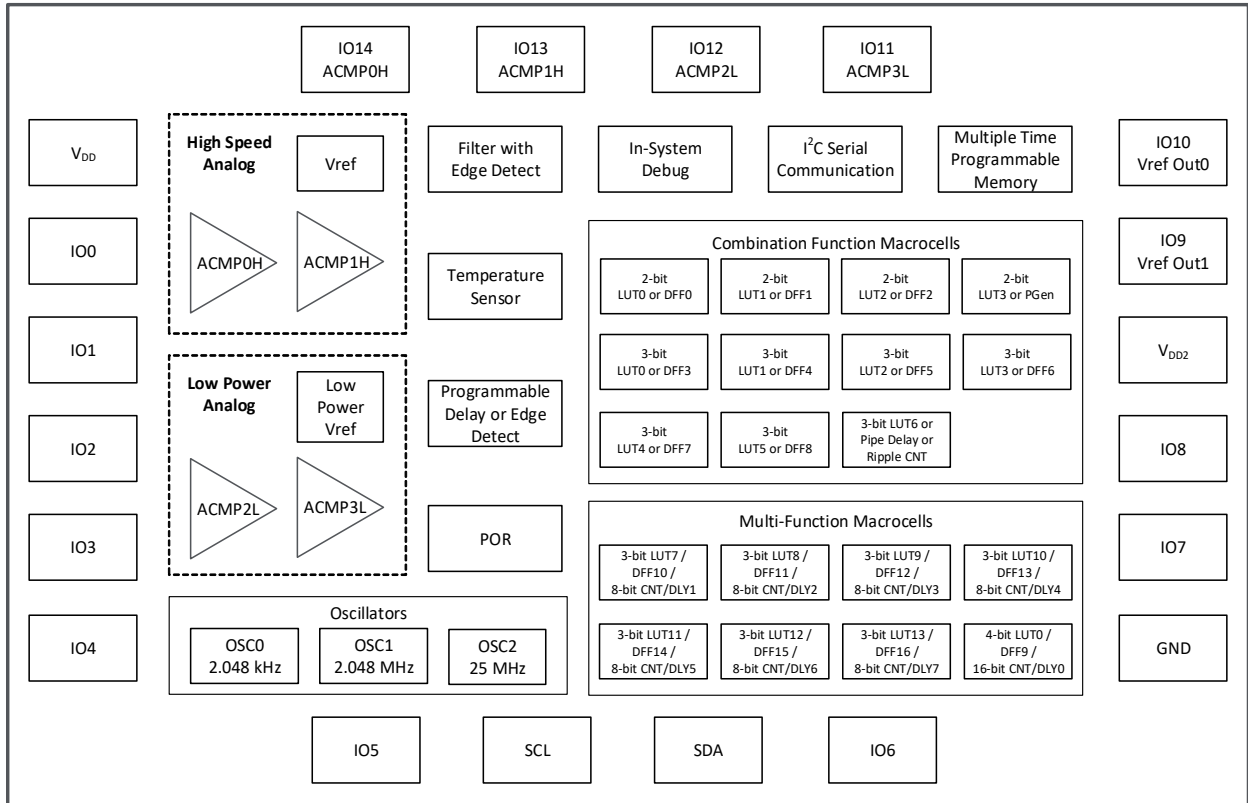 IO14
ACMP0H
IO13
ACMP1H
IO12
ACMP2L
IO11
ACMP3L
VDD
IO0
IO1
IO2
IO3
IO4
High Speed
Analog
Vref
ACMP0H
ACMP1H
Low Power
Analog
Low
Power
Vref
ACMP2L
ACMP3L
Oscillators
OSC0
2.048 kHz
OSC1
2.048 MHz
OSC2
25 MHz
Filter with
Edge Detect
In-System
Debug
I²C Serial
Communication
Multiple Time
Programmable
Memory
Temperature
Sensor
Programmable
Delay or Edge
Detect
POR
Combination Function Macrocells
2-bit
LUT0 or DFF0
2-bit
LUT1 or DFF1
2-bit
LUT2 or DFF2
2-bit
LUT3 or PGen
3-bit
LUT0 or DFF3
3-bit
LUT1 or DFF4
3-bit
LUT2 or DFF5
3-bit
LUT3 or DFF6
3-bit
LUT4 or DFF7
3-bit
LUT5 or DFF8
3-bit LUT6 or
Pipe Delay or
Ripple CNT
Multi-Function Macrocells
3-bit LUT7 /
DFF10 /
8-bit CNT/DLY1
3-bit LUT8 /
DFF11 /
8-bit CNT/DLY2
3-bit LUT9 /
DFF12 /
8-bit CNT/DLY3
3-bit LUT10 /
DFF13 /
8-bit CNT/DLY4
3-bit LUT11 /
DFF14 /
8-bit CNT/DLY5
3-bit LUT12 /
DFF15 /
8-bit CNT/DLY6
3-bit LUT13 /
DFF16 /
8-bit CNT/DLY7
4-bit LUT0 /
DFF9 /
16-bit CNT/DLY0
IO10
Vref Out0
IO9
Vref Out1
VDD2
IO8
IO7
GND
IO5
SCL
SDA
IO6